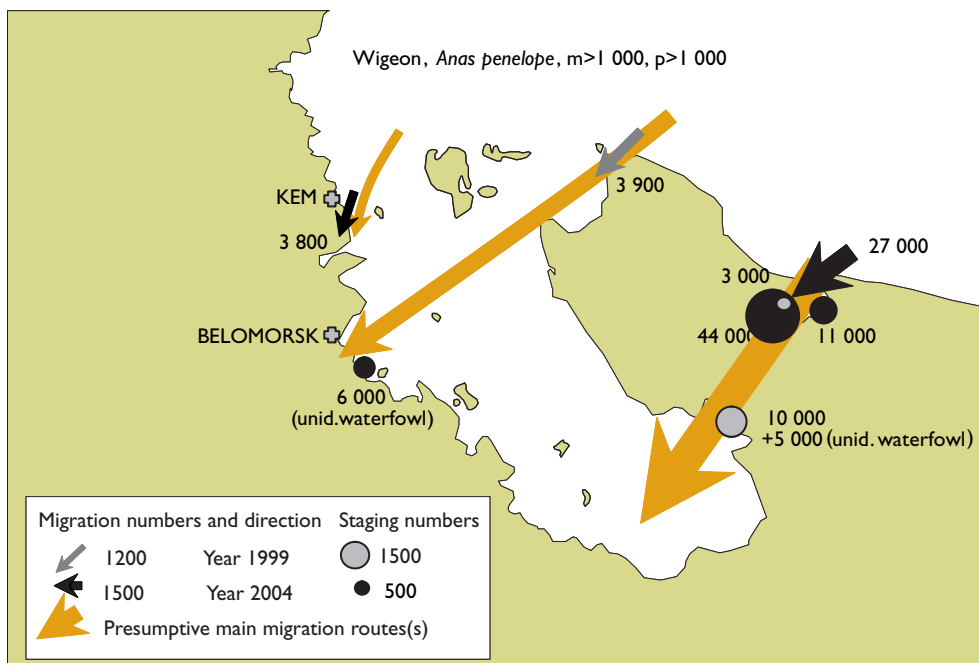 Wigeon, Anas penelope, m>1 000, p>1 000
3 900
KEM
3 800
27 000
3 000
44 000
11 000
BELOMORSK
6 000
(unid.waterfowl)
10 000
+5 000 (unid. waterfowl)
Migration numbers and direction Staging numbers
1200 Year 1999 1500
1500 Year 2004 500
Presumptive main migration routes(s)